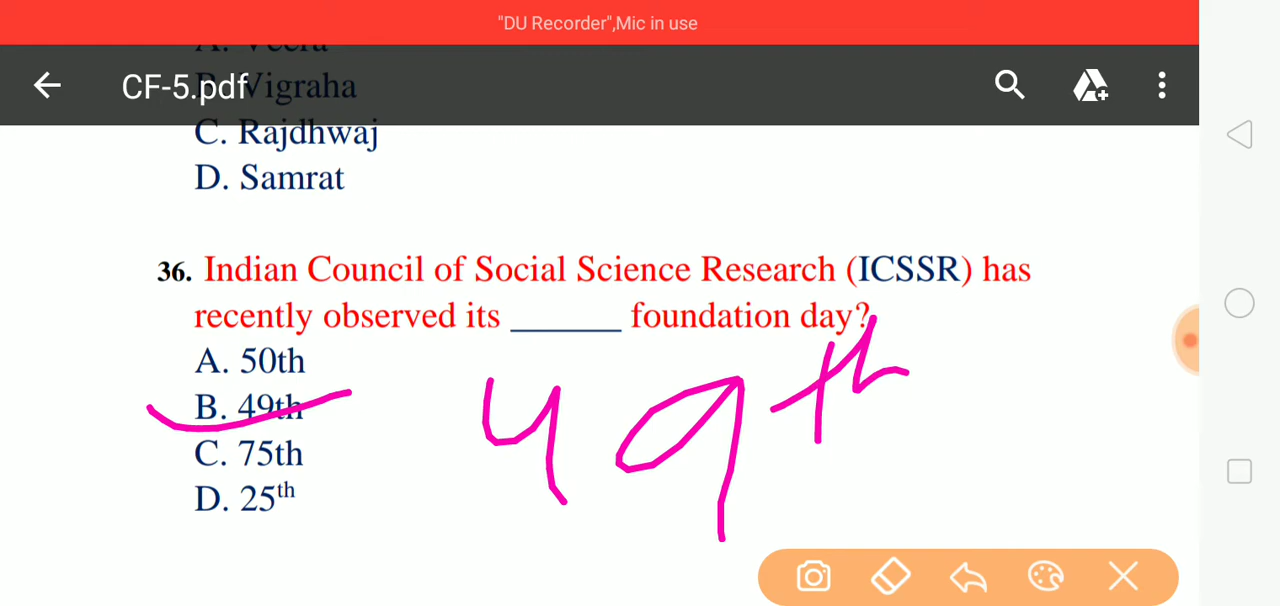 "DU Recorder",Mic in use
A. Veera
CF-5.pdf
B. Vigraha
C. Rajdhwaj
D. Samrat
36. Indian Council of Social Science Research (ICSSR) has
recently observed its ______ foundation day?
A. 50th
B. 49th
49th
C. 75th
D. 25th